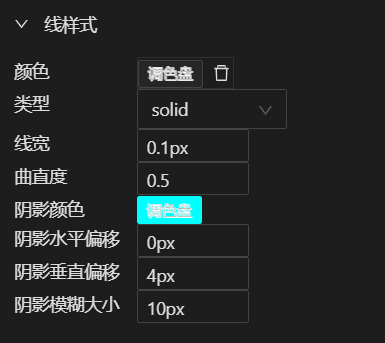 线样式
颜色 调色盘
类型 solid
线宽 0.1px
曲直度 0.5
阴影颜色 调色盘
阴影水平偏移 0px
阴影垂直偏移 4px
阴影模糊大小 10px